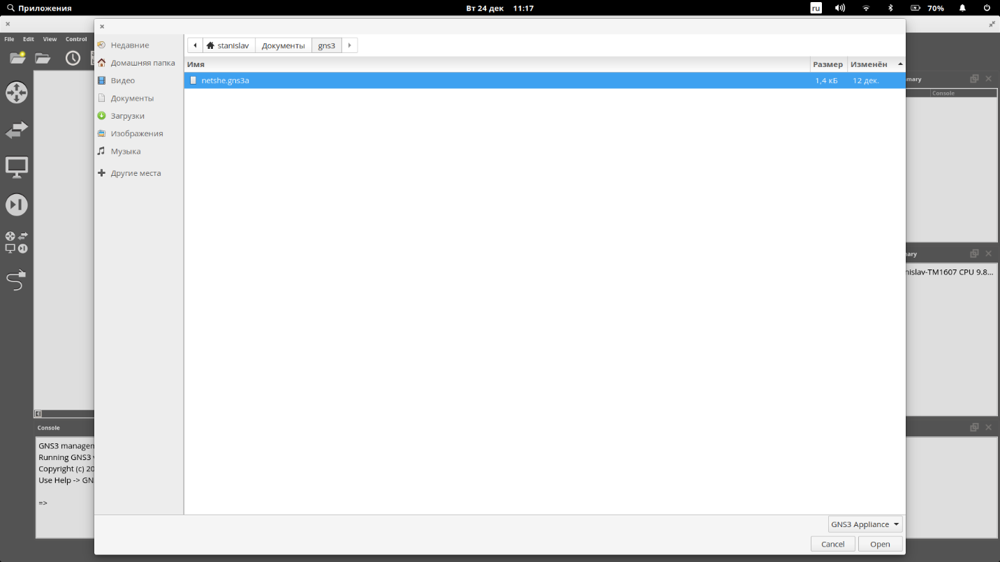 Приложения
Вт 24 дек 11:17
ru
70%
File Edit View Control
Недавние
Домашняя папка
Видео
Документы
Загрузки
Изображения
Музыка
Другие места
stanislav Документы gns3
Имя Размер Изменён
netshe.gns3a 1,4 кБ 12 дек.
mary
Console
nary
nislav-TM1607 CPU 9.8...
Console
GNS3 managem
Running GNS3 v
Copyright (c) 20
Use Help -> GN
=>
GNS3 Appliance
Cancel Open